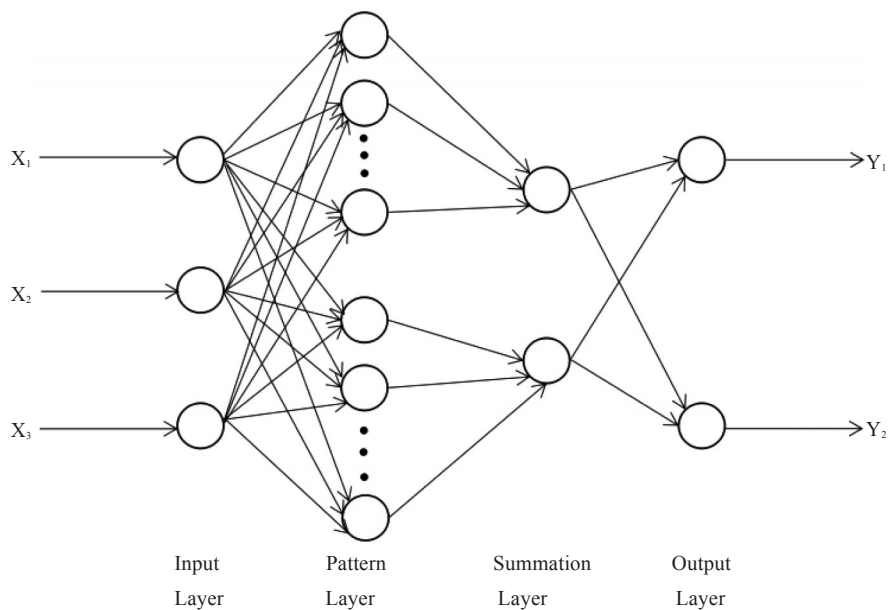 X₁
Y₁
X₂
X₃
Y₂
Input Layer
Pattern Layer
Summation Layer
Output Layer